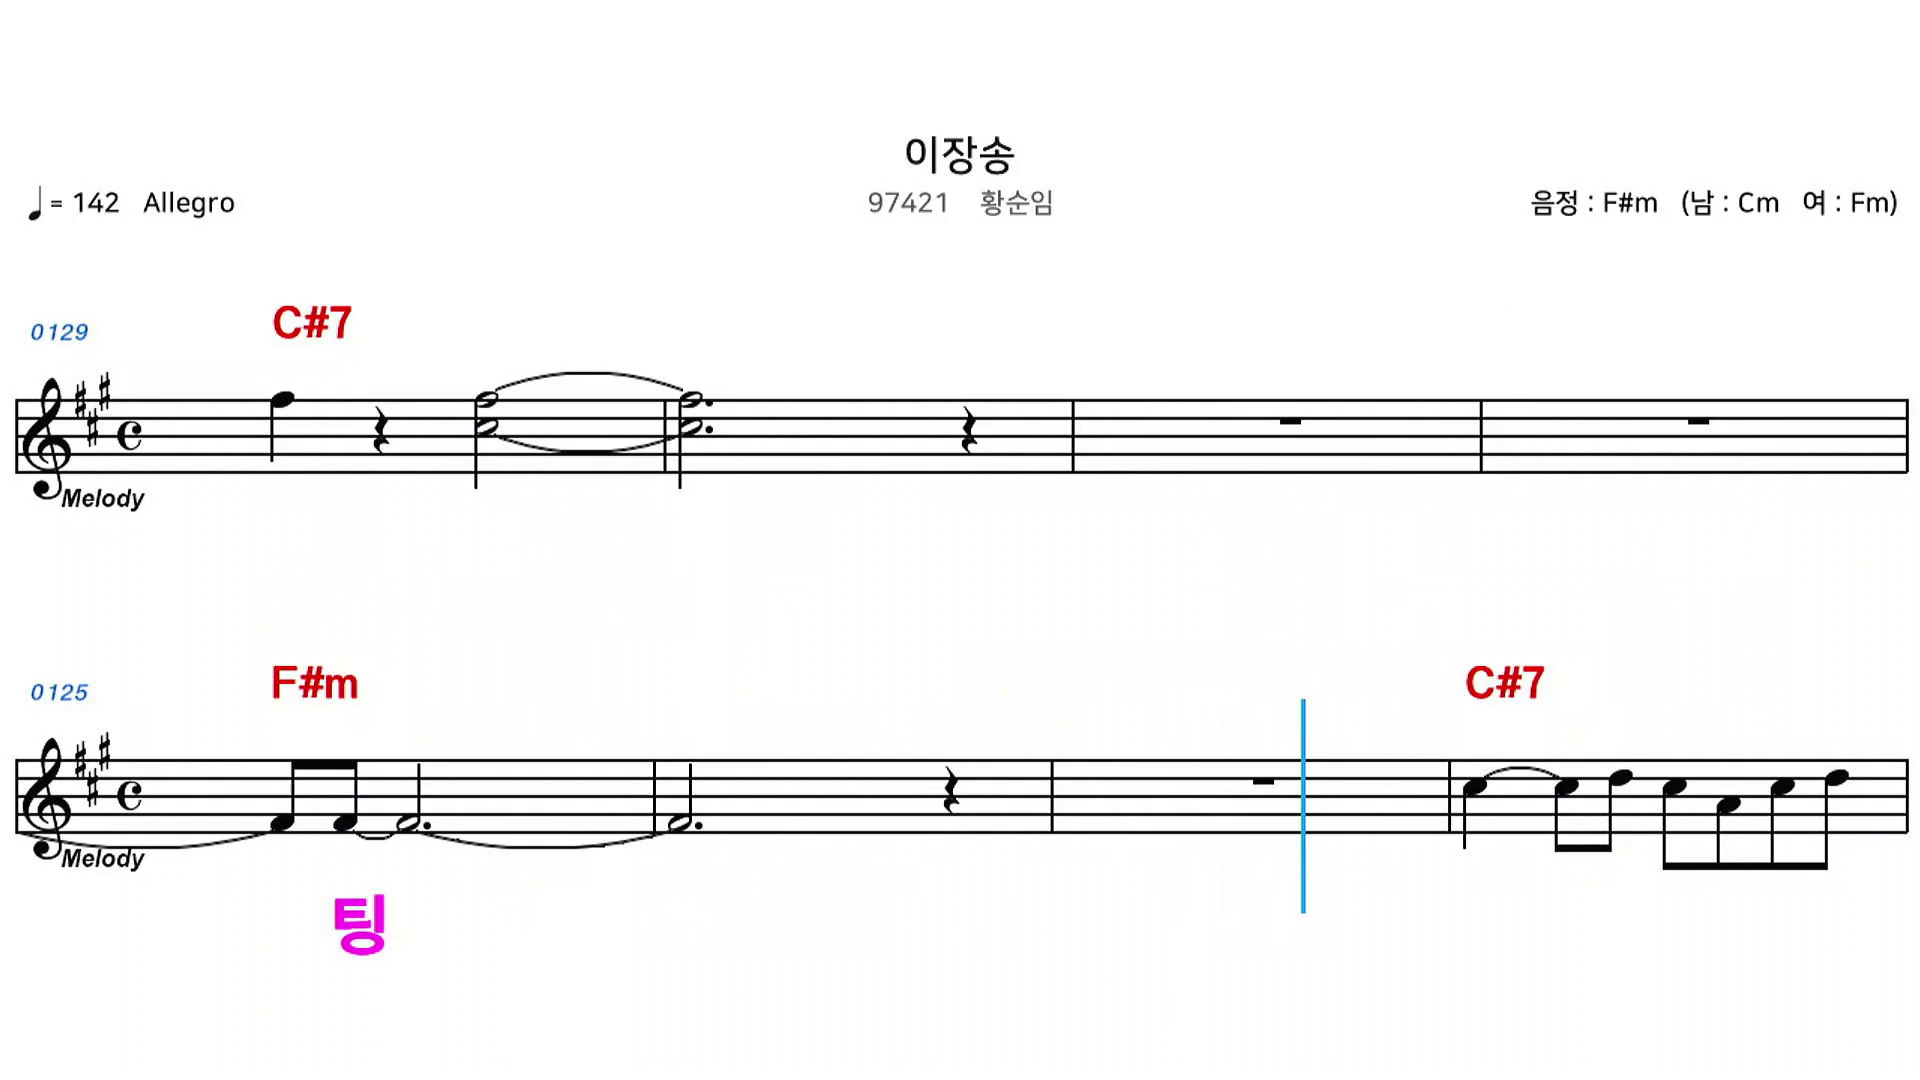 이장송
= 142 Allegro
97421 황순임
음정 : F#m (남 : Cm 여 : Fm)
0129
C#7
Melody
0125
F#m
C#7
Melody
팅